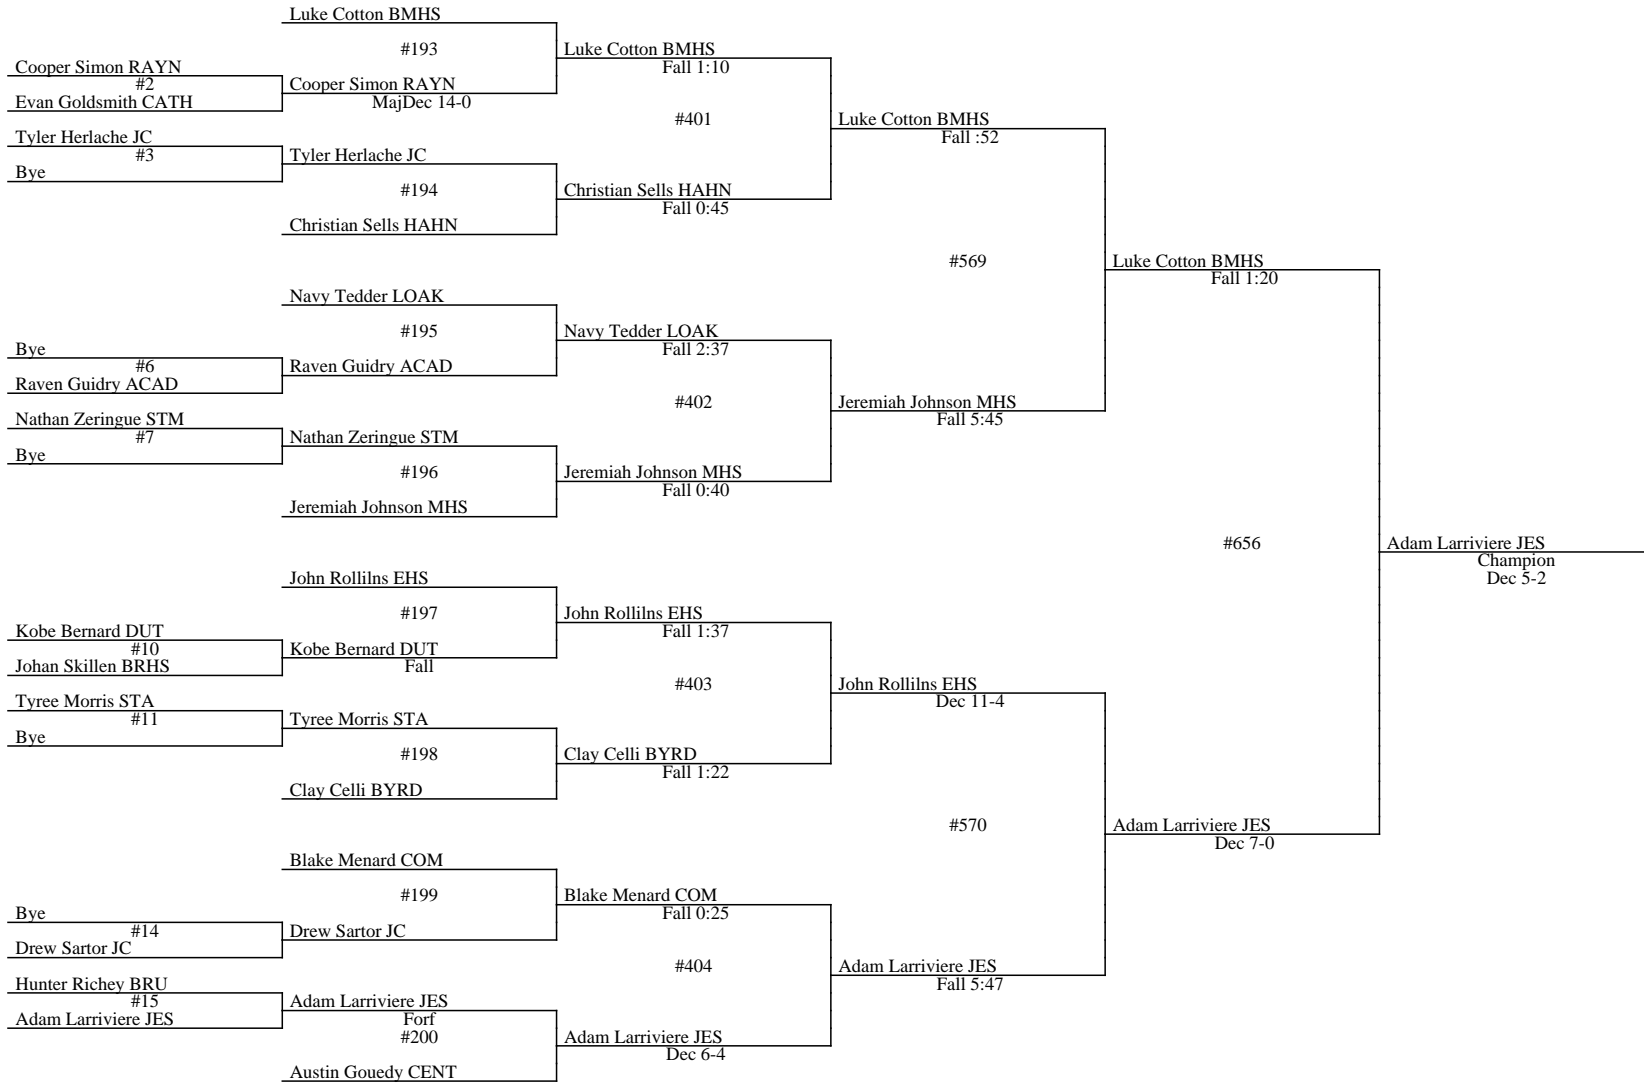 Luke Cotton BMHS
#193
Luke Cotton BMHS
Fall 1:10
Cooper Simon RAYN
#2
Evan Goldsmith CATH
Cooper Simon RAYN
MajDec 14-0
#401
Luke Cotton BMHS
Fall :52
Tyler Herlache JC
#3
Bye
Tyler Herlache JC
#194
Christian Sells HAHN
Fall 0:45
Christian Sells HAHN
#569
Luke Cotton BMHS
Fall 1:20
Navy Tedder LOAK
#195
Navy Tedder LOAK
Fall 2:37
Bye
#6
Raven Guidry ACAD
Raven Guidry ACAD
#402
Jeremiah Johnson MHS
Fall 5:45
Nathan Zeringue STM
#7
Bye
Nathan Zeringue STM
#196
Jeremiah Johnson MHS
Fall 0:40
Jeremiah Johnson MHS
#656
Adam Larriviere JES
Champion
Dec 5-2
John Rollilns EHS
#197
John Rollilns EHS
Fall 1:37
Kobe Bernard DUT
#10
Johan Skillen BRHS
Kobe Bernard DUT
Fall
#403
John Rollilns EHS
Dec 11-4
Tyree Morris STA
#11
Bye
Tyree Morris STA
#198
Clay Celli BYRD
Fall 1:22
Clay Celli BYRD
#570
Adam Larriviere JES
Dec 7-0
Blake Menard COM
#199
Blake Menard COM
Fall 0:25
Bye
#14
Drew Sartor JC
Drew Sartor JC
#404
Adam Larriviere JES
Fall 5:47
Hunter Richey BRU
#15
Adam Larriviere JES
Adam Larriviere JES
Forf
#200
Adam Larriviere JES
Dec 6-4
Austin Gouedy CENT